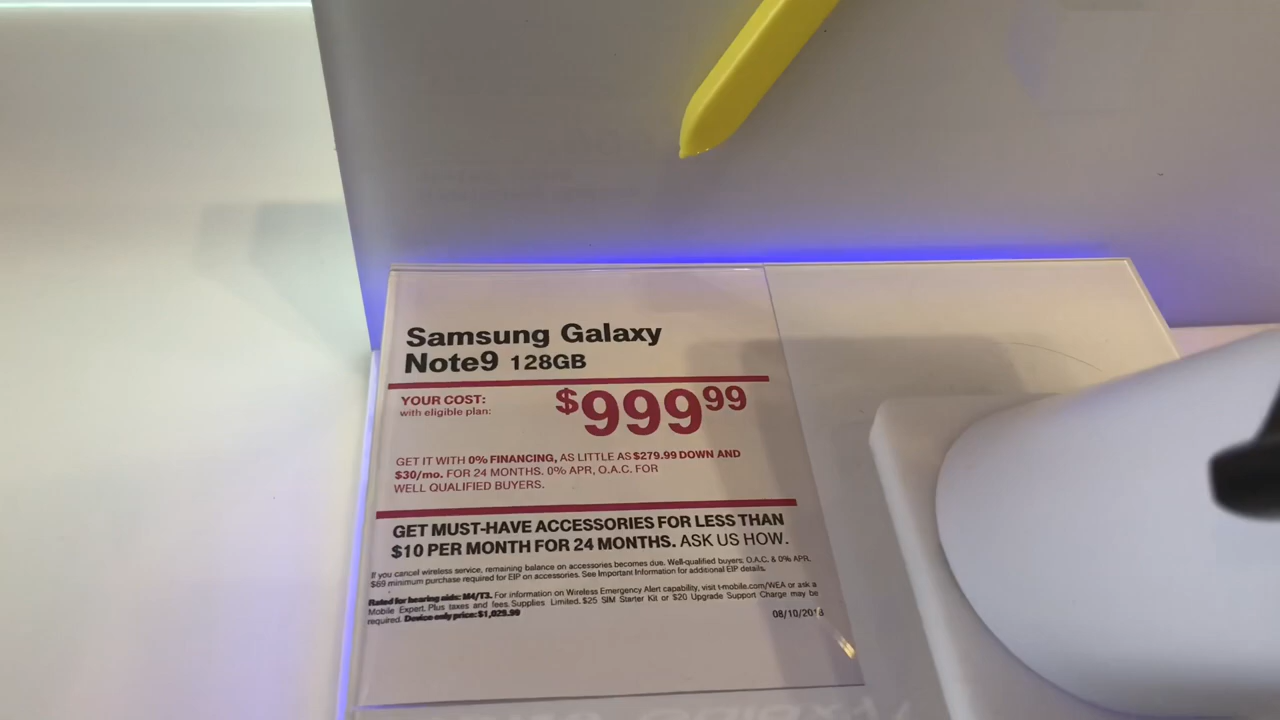 Samsung Galaxy
Note9 128GB
YOUR COST:
with eligible plan:
$999.99
GET IT WITH 0% FINANCING, AS LITTLE AS $279.99 DOWN AND
$30/mo. FOR 24 MONTHS. 0% APR, O.A.C. FOR
WELL QUALIFIED BUYERS.
GET MUST-HAVE ACCESSORIES FOR LESS THAN
$10 PER MONTH FOR 24 MONTHS. ASK US HOW.
If you cancel wireless service, remaining balance on accessories becomes due. Well-qualified buyers. O.A.C. & 0% APR.
$69 minimum purchase required for EIP on accessories. See Important Information for additional EIP details.
Rated for hearing aids: M4/T3. For information on Wireless Emergency Alert capability, visit t-mobile.com/WEA or ask a
Mobile Expert. Plus taxes and fees. Supplies Limited. $25 SIM Starter Kit or $20 Upgrade Support Charge may be
required. Device only price: $1,029.99
08/10/2018